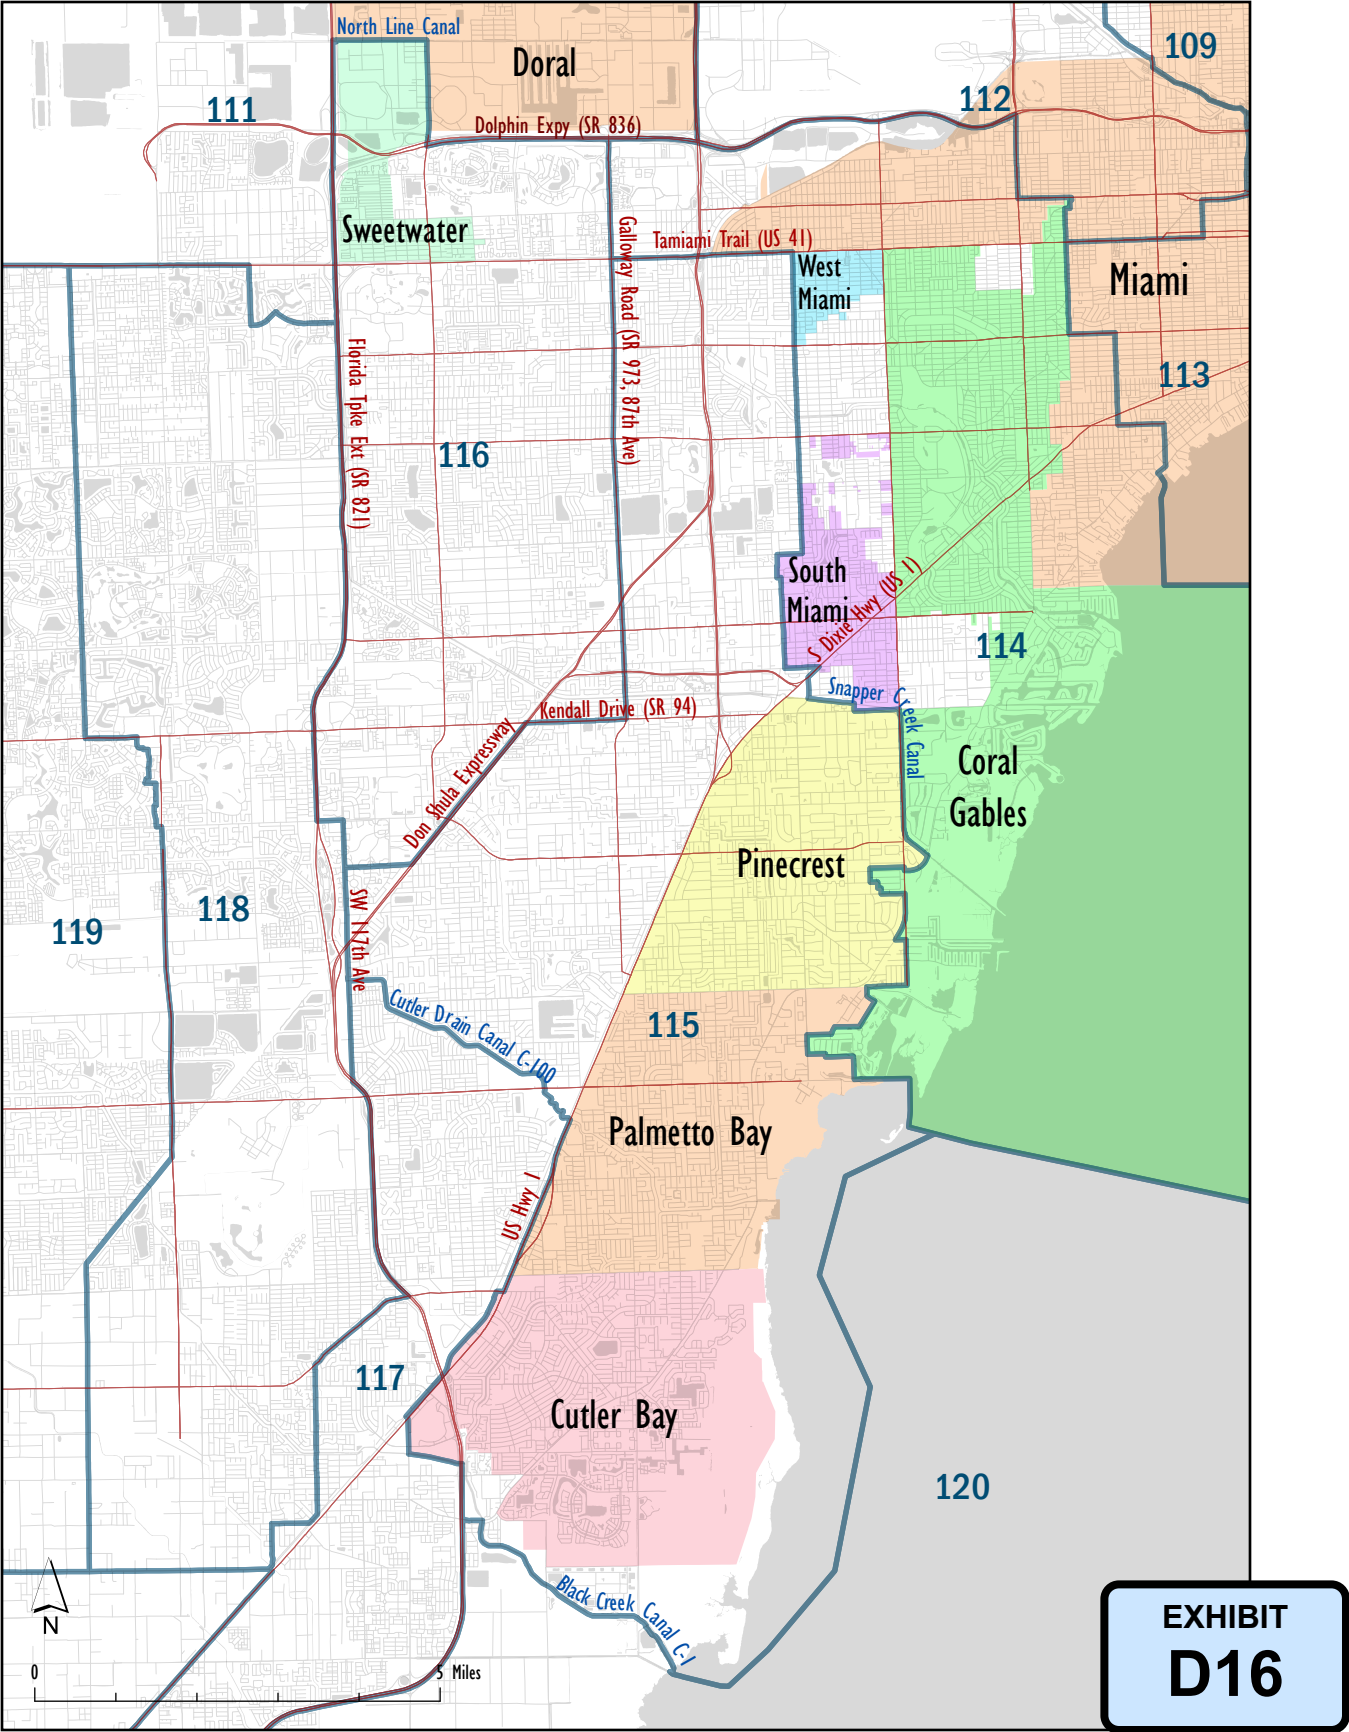 North Line Canal
Doral
109
111
112
Dolphin Expy (SR 836)
Sweetwater
Galloway Road (SR 973, 87th Ave)
Tamiami Trail (US 41)
West
Miami
Miami
Florida Tpke Ext (SR 821)
113
116
South
Miami
S Dixie Hwy (US 1)
114
Snapper Creek Canal
Kendall Drive (SR 94)
Don Shula Expressway
Coral
Gables
Pinecrest
119
118
SW 117th Ave
Cutler Drain Canal C-100
115
Palmetto Bay
US Hwy 1
117
Cutler Bay
120
Black Creek Canal C-1
N
0
5 Miles
EXHIBIT
D16